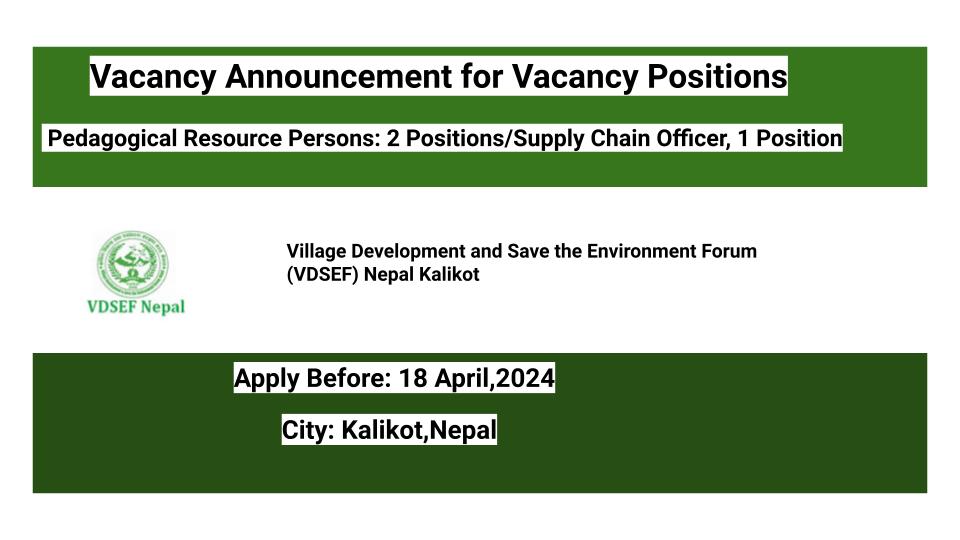 Vacancy Announcement for Vacancy Positions
Pedagogical Resource Persons: 2 Positions/Supply Chain Officer, 1 Position
Village Development and Save the Environment Forum
(VDSEF) Nepal Kalikot
VDSEF Nepal
Apply Before: 18 April,2024
City: Kalikot,Nepal